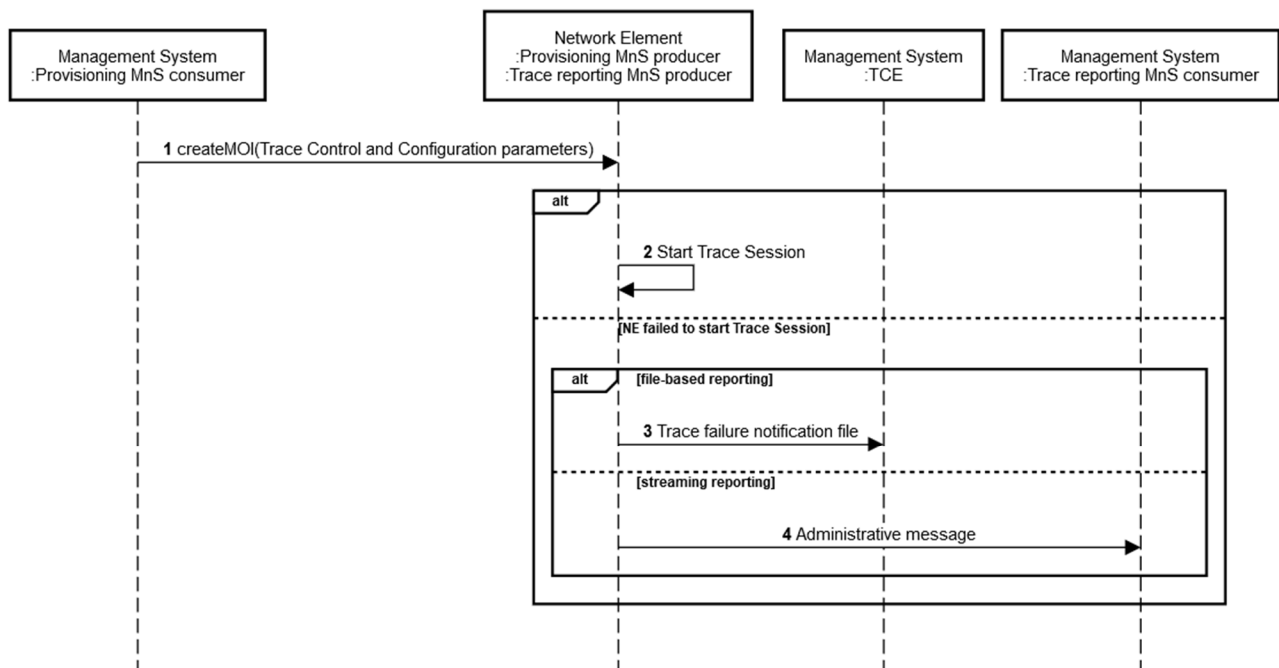 Management System
:Provisioning MnS consumer
Network Element
:Provisioning MnS producer
:Trace reporting MnS producer
Management System
:TCE
Management System
:Trace reporting MnS consumer
1 createMOI(Trace Control and Configuration parameters)
alt
2 Start Trace Session
[NE failed to start Trace Session]
alt
[file-based reporting]
3 Trace failure notification file
[streaming reporting]
4 Administrative message